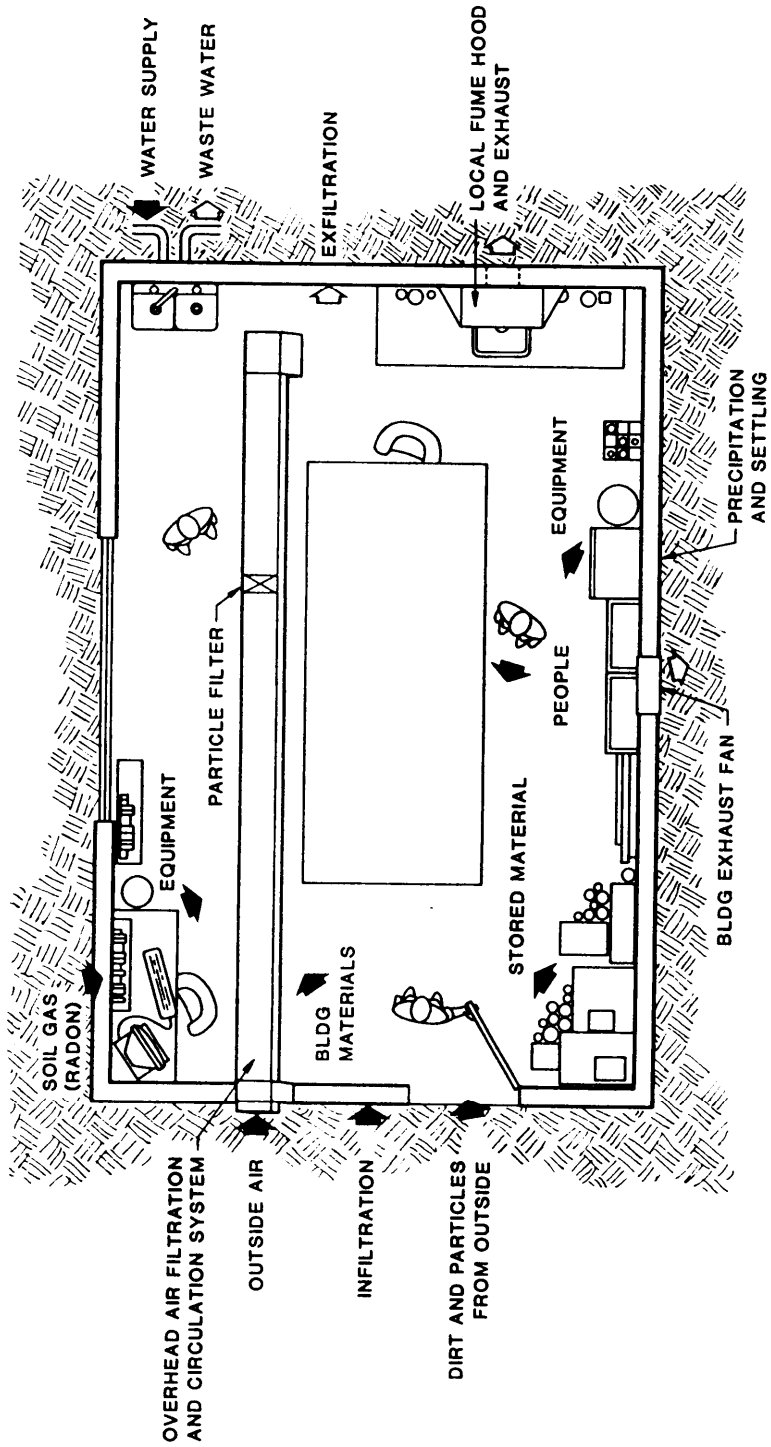 WATER SUPPLY
WASTE WATER
EXFILTRATION
LOCAL FUME HOOD
AND EXHAUST
PARTICLE FILTER
EQUIPMENT
PRECIPITATION
AND SETTLING
PEOPLE
EQUIPMENT
STORED MATERIAL
BLDG EXHAUST FAN
SOIL GAS
(RADON)
BLDG
MATERIALS
OVERHEAD AIR FILTRATION
AND CIRCULATION SYSTEM
OUTSIDE AIR
INFILTRATION
DIRT AND PARTICLES
FROM OUTSIDE